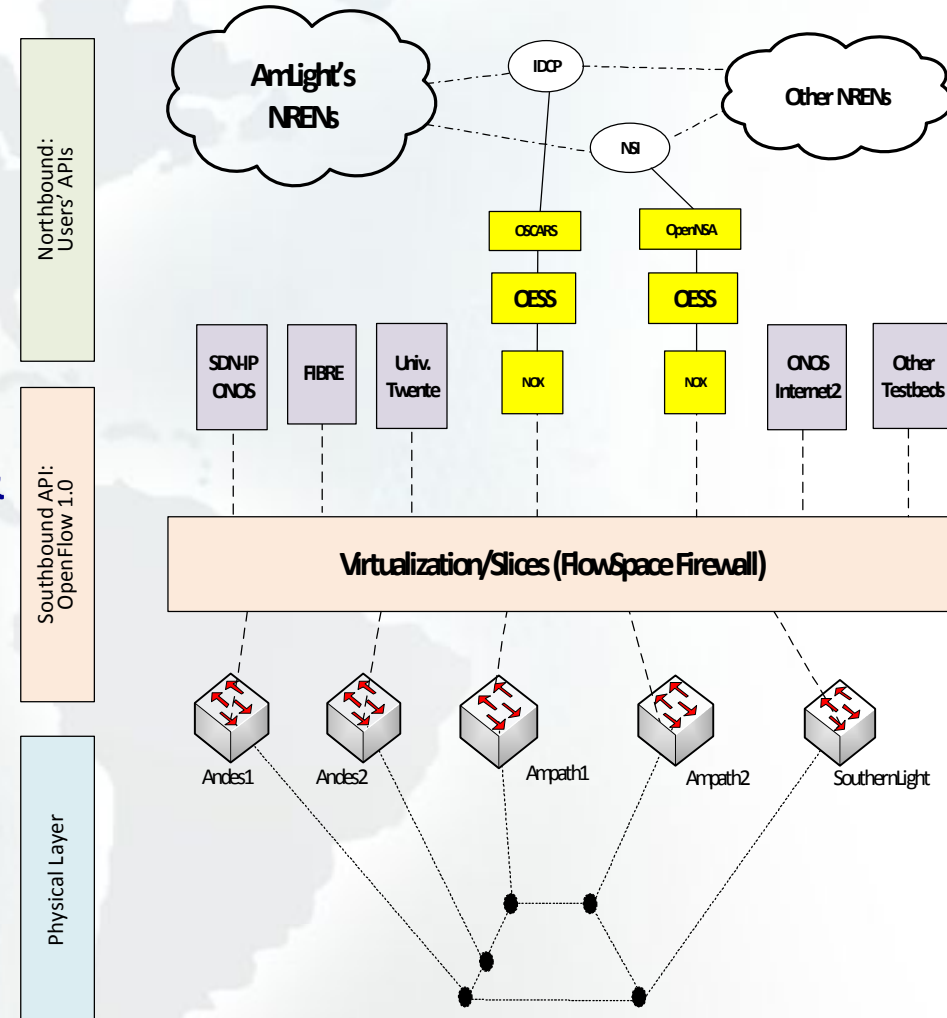 Northbound:
Users' APIs
Southbound API:
OpenFlow 1.0
Physical Layer
AmLight's
NRENs
IDCP
Other NRENs
NSI
OSCARS
OpenNSA
OESS
OESS
SDN-IP
ONOS
FIBRE
Univ.
Twente
NOX
NOX
ONOS
Internet2
Other
Testbeds
Virtualization/Slices (FlowSpace Firewall)
Andes1
Andes2
Ampath1
Ampath2
SouthernLight